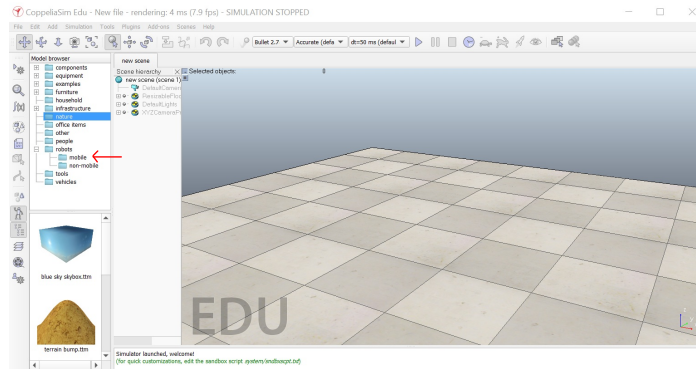 CoppeliaSim Edu - New file - rendering: 4 ms (7.9 fps) - SIMULATION STOPPED
File Edit Add Simulation Tools Plugins Add-ons Scenes Help
Bullet 2.7 Accurate (defa dt=50 ms (defaul
Model browser
components
equipment
examples
furniture
household
infrastructure
nature
office items
other
people
robots
mobile
non-mobile
tools
vehicles
blue sky skybox.ttm
terrain bump.ttm
new scene
Scene hierarchy
new scene (scene 1)
DefaultCamer
ResizableFloo
DefaultLights
XYZCameraPr
Selected objects: 0
EDU
Simulator launched, welcome!
(for quick customizations, edit the sandbox script system/sndboxscpt.txt)